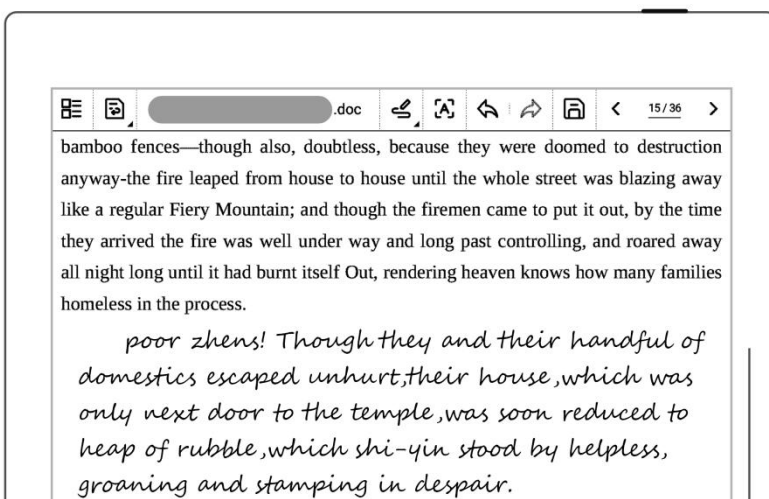 .doc 15/36
bamboo fences—though also, doubtless, because they were doomed to destruction
anyway-the fire leaped from house to house until the whole street was blazing away
like a regular Fiery Mountain; and though the firemen came to put it out, by the time
they arrived the fire was well under way and long past controlling, and roared away
all night long until it had burnt itself Out, rendering heaven knows how many families
homeless in the process.
poor zhens! Though they and their handful of
domestics escaped unhurt,their house,which was
only next door to the temple,was soon reduced to
heap of rubble,which shi-yin stood by helpless,
groaning and stamping in despair.